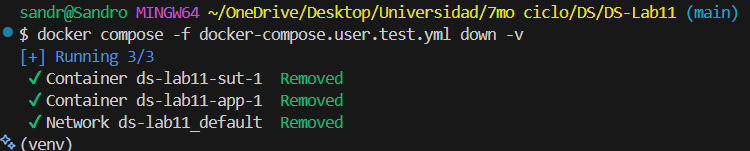 sandr@Sandro MINGW64 ~/OneDrive/Desktop/Universidad/7mo ciclo/DS/DS-Lab11 (main)
$ docker compose -f docker-compose.user.test.yml down -v
[+] Running 3/3
✔ Container ds-lab11-sut-1  Removed
✔ Container ds-lab11-app-1  Removed
✔ Network ds-lab11_default  Removed
(venv)